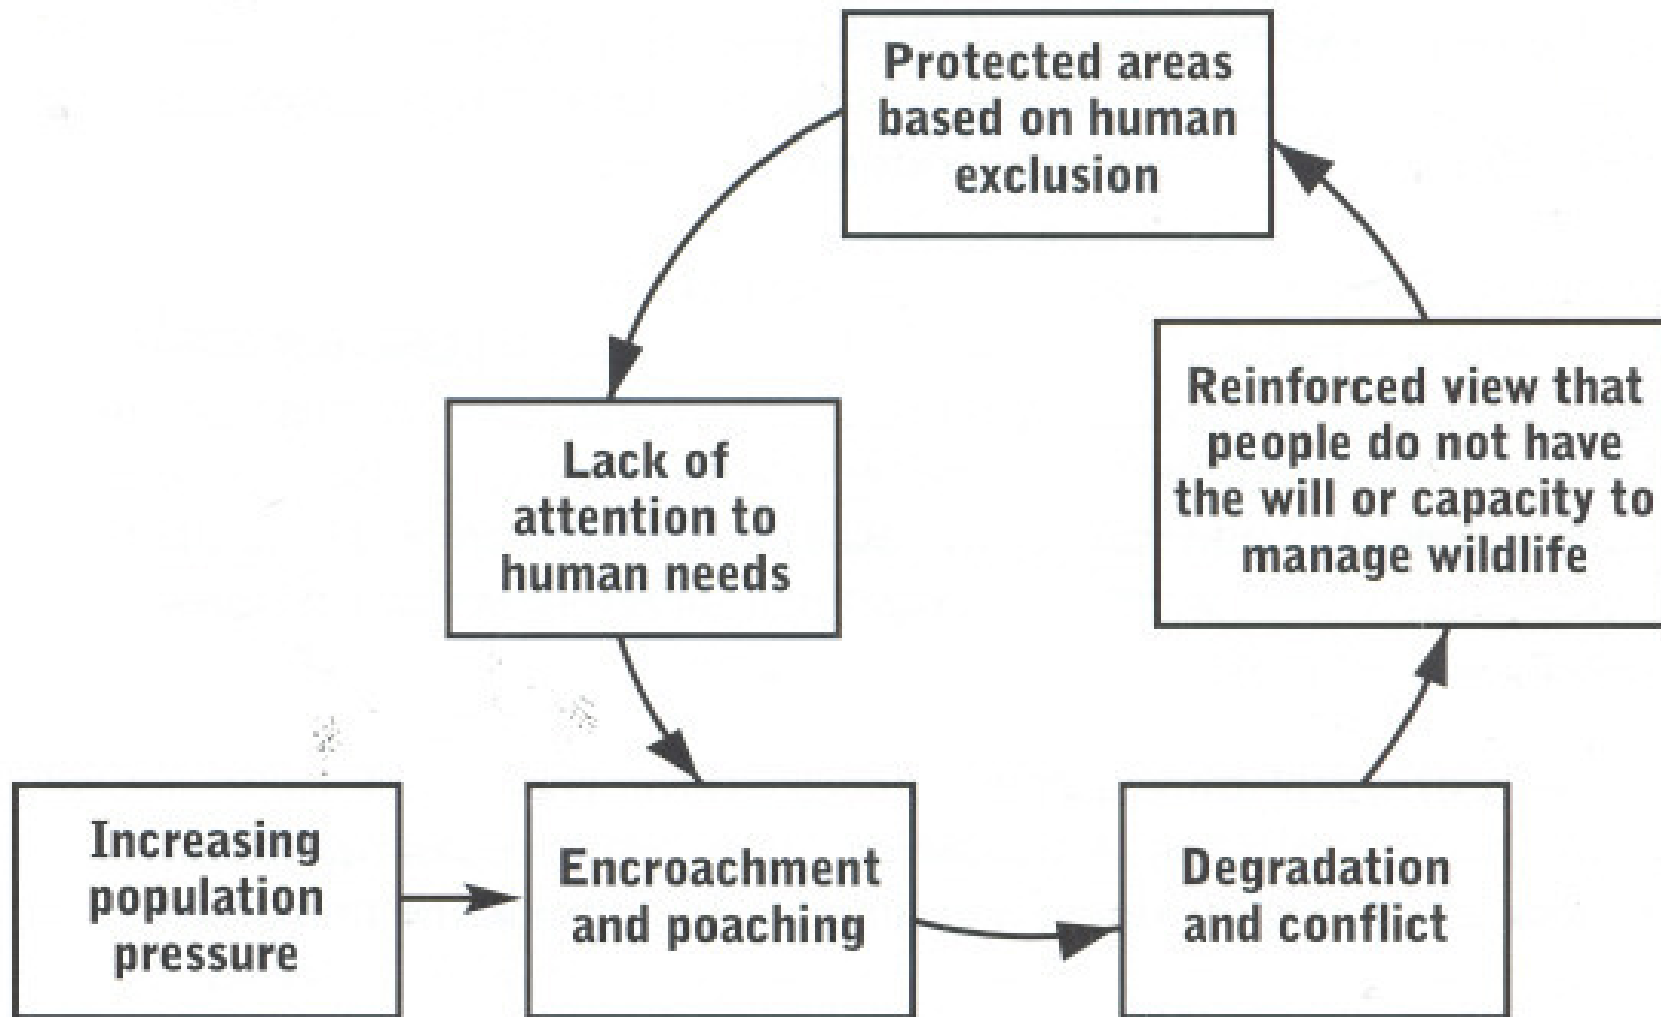 Protected areas
based on human
exclusion
Reinforced view that
people do not have
the will or capacity to
manage wildlife
Lack of
attention to
human needs
Increasing
population
pressure
Encroachment
and poaching
Degradation
and conflict